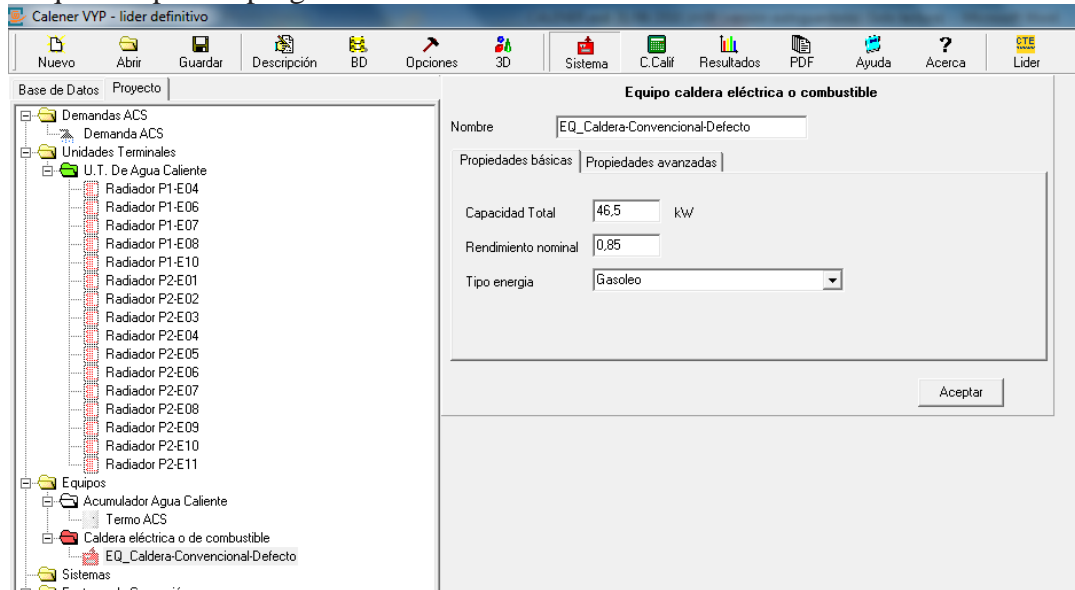 Calener VYP - lider definitivo
Nuevo Abrir Guardar Descripción BD Opciones 3D Sistema C.Calif Resultados PDF Ayuda Acerca Lider
CTE
Base de Datos Proyecto
Demandas ACS
Demanda ACS
Unidades Terminales
U.T. De Agua Caliente
Radiador P1-E04
Radiador P1-E06
Radiador P1-E07
Radiador P1-E08
Radiador P1-E10
Radiador P2-E01
Radiador P2-E02
Radiador P2-E03
Radiador P2-E04
Radiador P2-E05
Radiador P2-E06
Radiador P2-E07
Radiador P2-E08
Radiador P2-E09
Radiador P2-E10
Radiador P2-E11
Equipos
Acumulador Agua Caliente
Termo ACS
Caldera eléctrica o de combustible
EQ_Caldera-Convencional-Defecto
Sistemas
Equipo caldera eléctrica o combustible
Nombre EQ_Caldera-Convencional-Defecto
Propiedades básicas Propiedades avanzadas
Capacidad Total 46,5 kW
Rendimiento nominal 0,85
Tipo energia Gasoleo
Aceptar